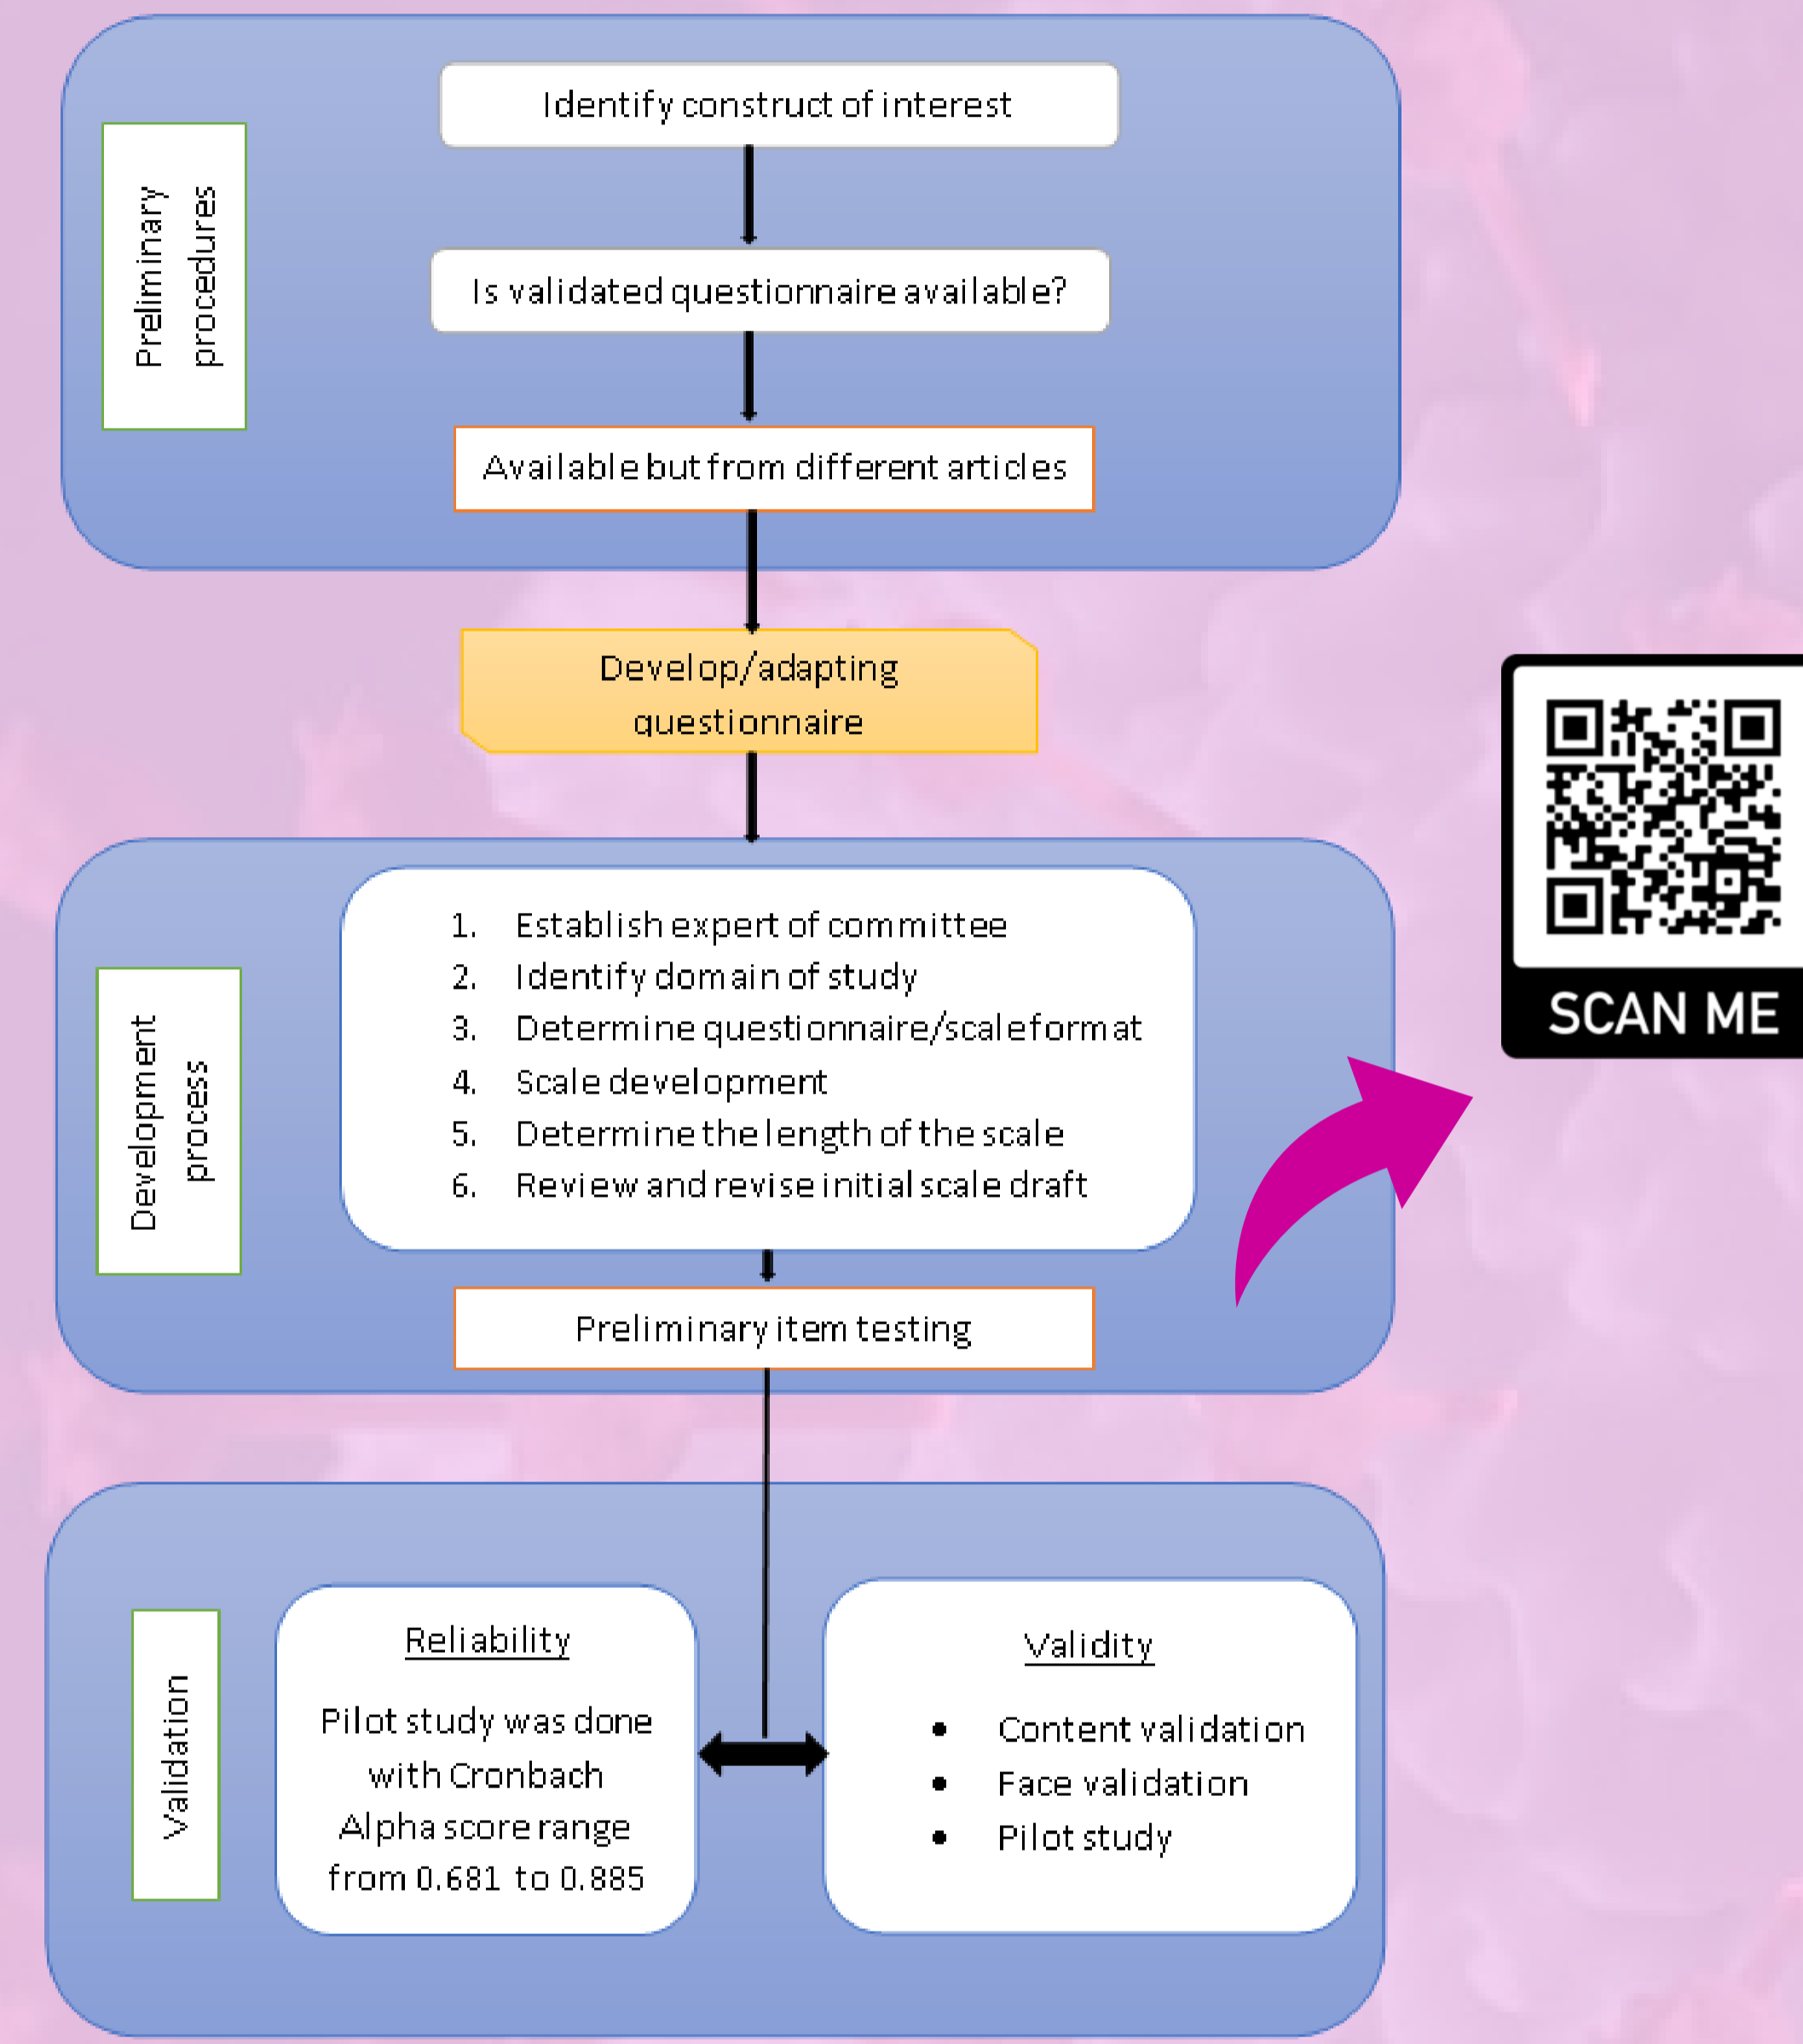 Preliminary
procedures
Identify construct of interest
Is validated questionnaire available?
Available but from different articles
Develop/adapting
questionnaire
Development
process
1. Establish expert of committee
2. Identify domain of study
3. Determine questionnaire/scale format
4. Scale development
5. Determine the length of the scale
6. Review and revise initial scale draft
Preliminary item testing
SCAN ME
Validation
Reliability
Pilot study was done
with Cronbach
Alpha score range
from 0.681 to 0.885
Validity
• Content validation
• Face validation
• Pilot study